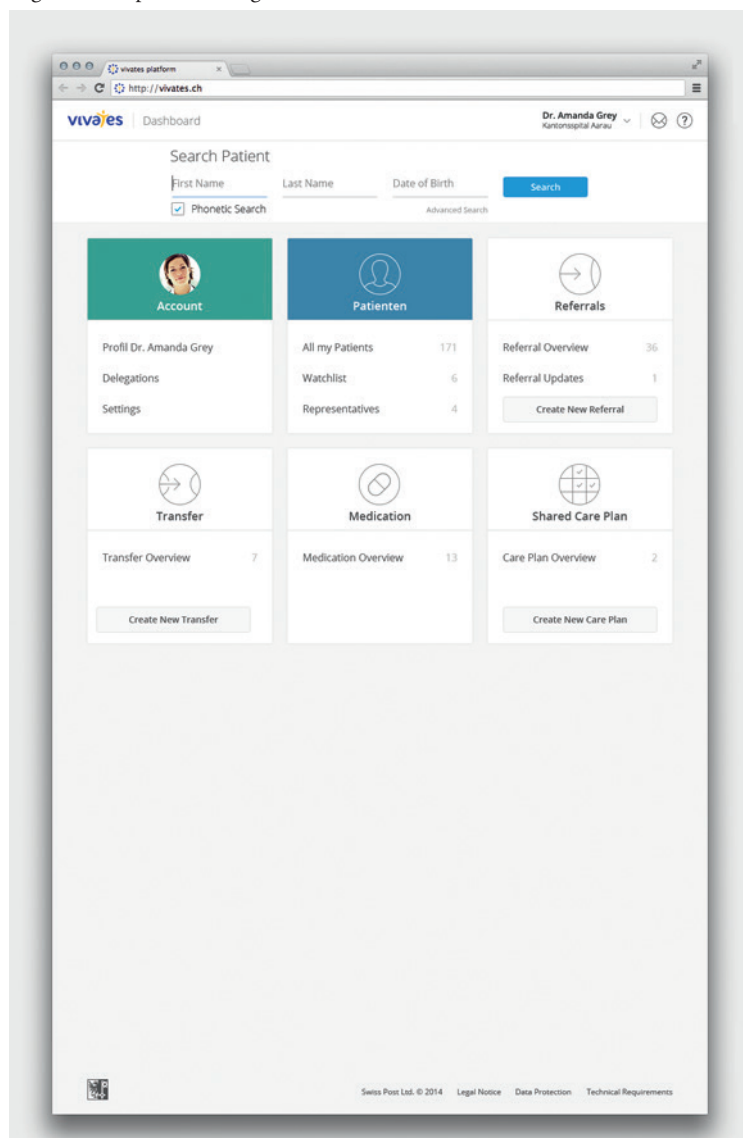 vivates platform
http://vivates.ch
vivates Dashboard
Dr. Amanda Grey
Kantonsspital Aarau
Search Patient
First Name Last Name Date of Birth Search
Phonetic Search Advanced Search
Account Patienten Referrals
Profil Dr. Amanda Grey All my Patients 171 Referral Overview 36
Delegations Watchlist 6 Referral Updates 1
Settings Representatives 4 Create New Referral
Transfer Medication Shared Care Plan
Transfer Overview 7 Medication Overview 13 Care Plan Overview 2
Create New Transfer Create New Care Plan
Swiss Post Ltd. © 2014 Legal Notice Data Protection Technical Requirements